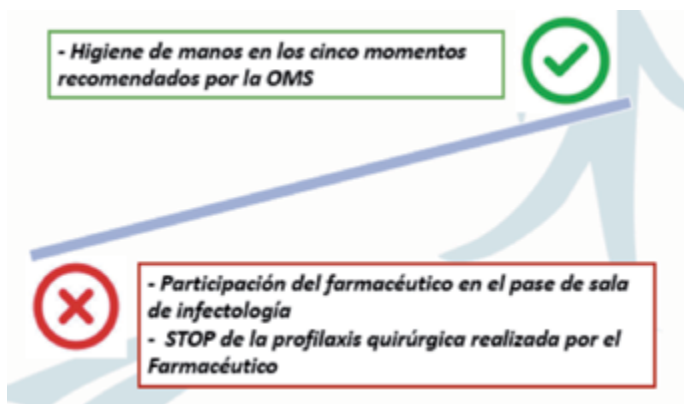 - Higiene de manos en los cinco momentos
recomendados por la OMS
- Participación del farmacéutico en el pase de sala
de infectología
- STOP de la profilaxis quirúrgica realizada por el
Farmacéutico